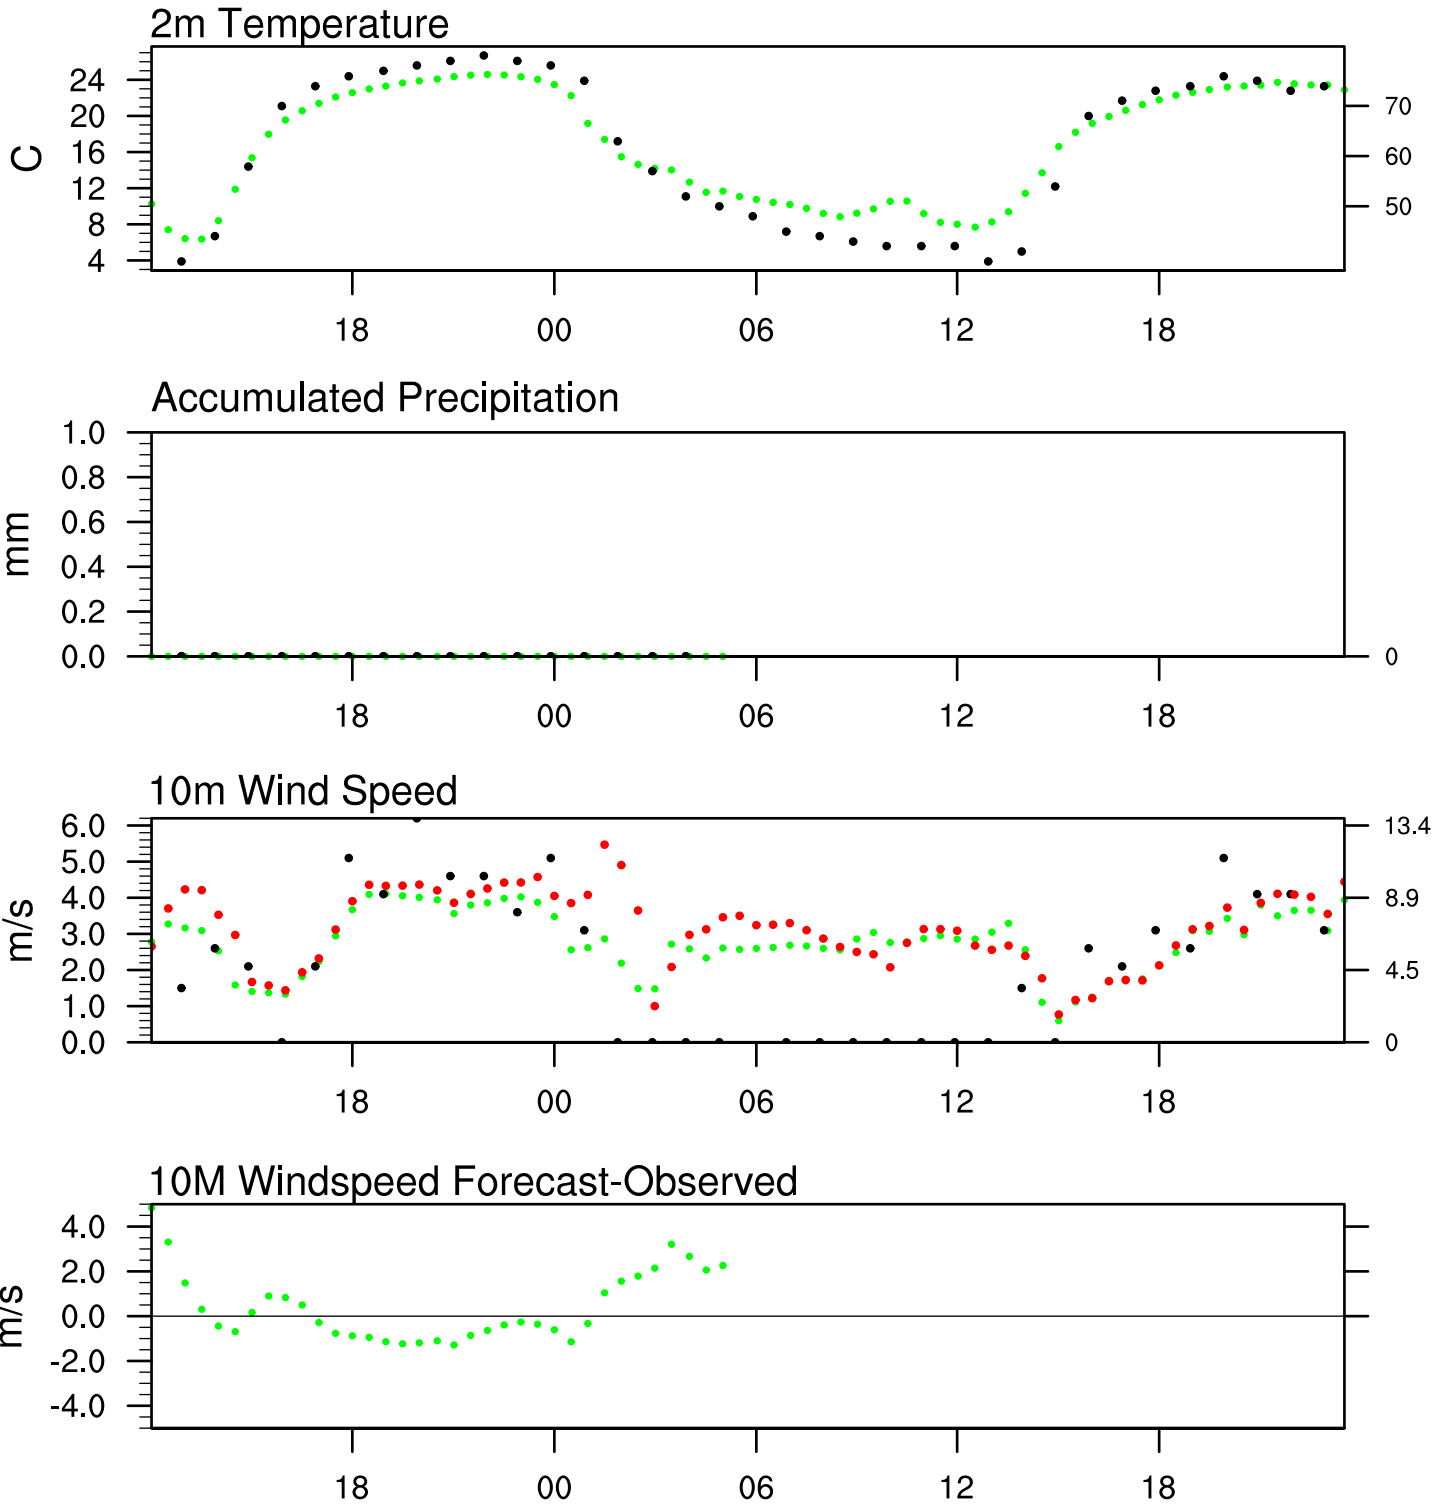 2m Temperature
24
20
16
12
8
4
C
70
60
50
18 00 06 12 18
Accumulated Precipitation
1.0
0.8
0.6
0.4
0.2
0.0
mm
0
18 00 06 12 18
10m Wind Speed
6.0
5.0
4.0
3.0
2.0
1.0
0.0
m/s
13.4
8.9
4.5
0
18 00 06 12 18
10M Windspeed Forecast-Observed
4.0
2.0
0.0
-2.0
-4.0
m/s
18 00 06 12 18